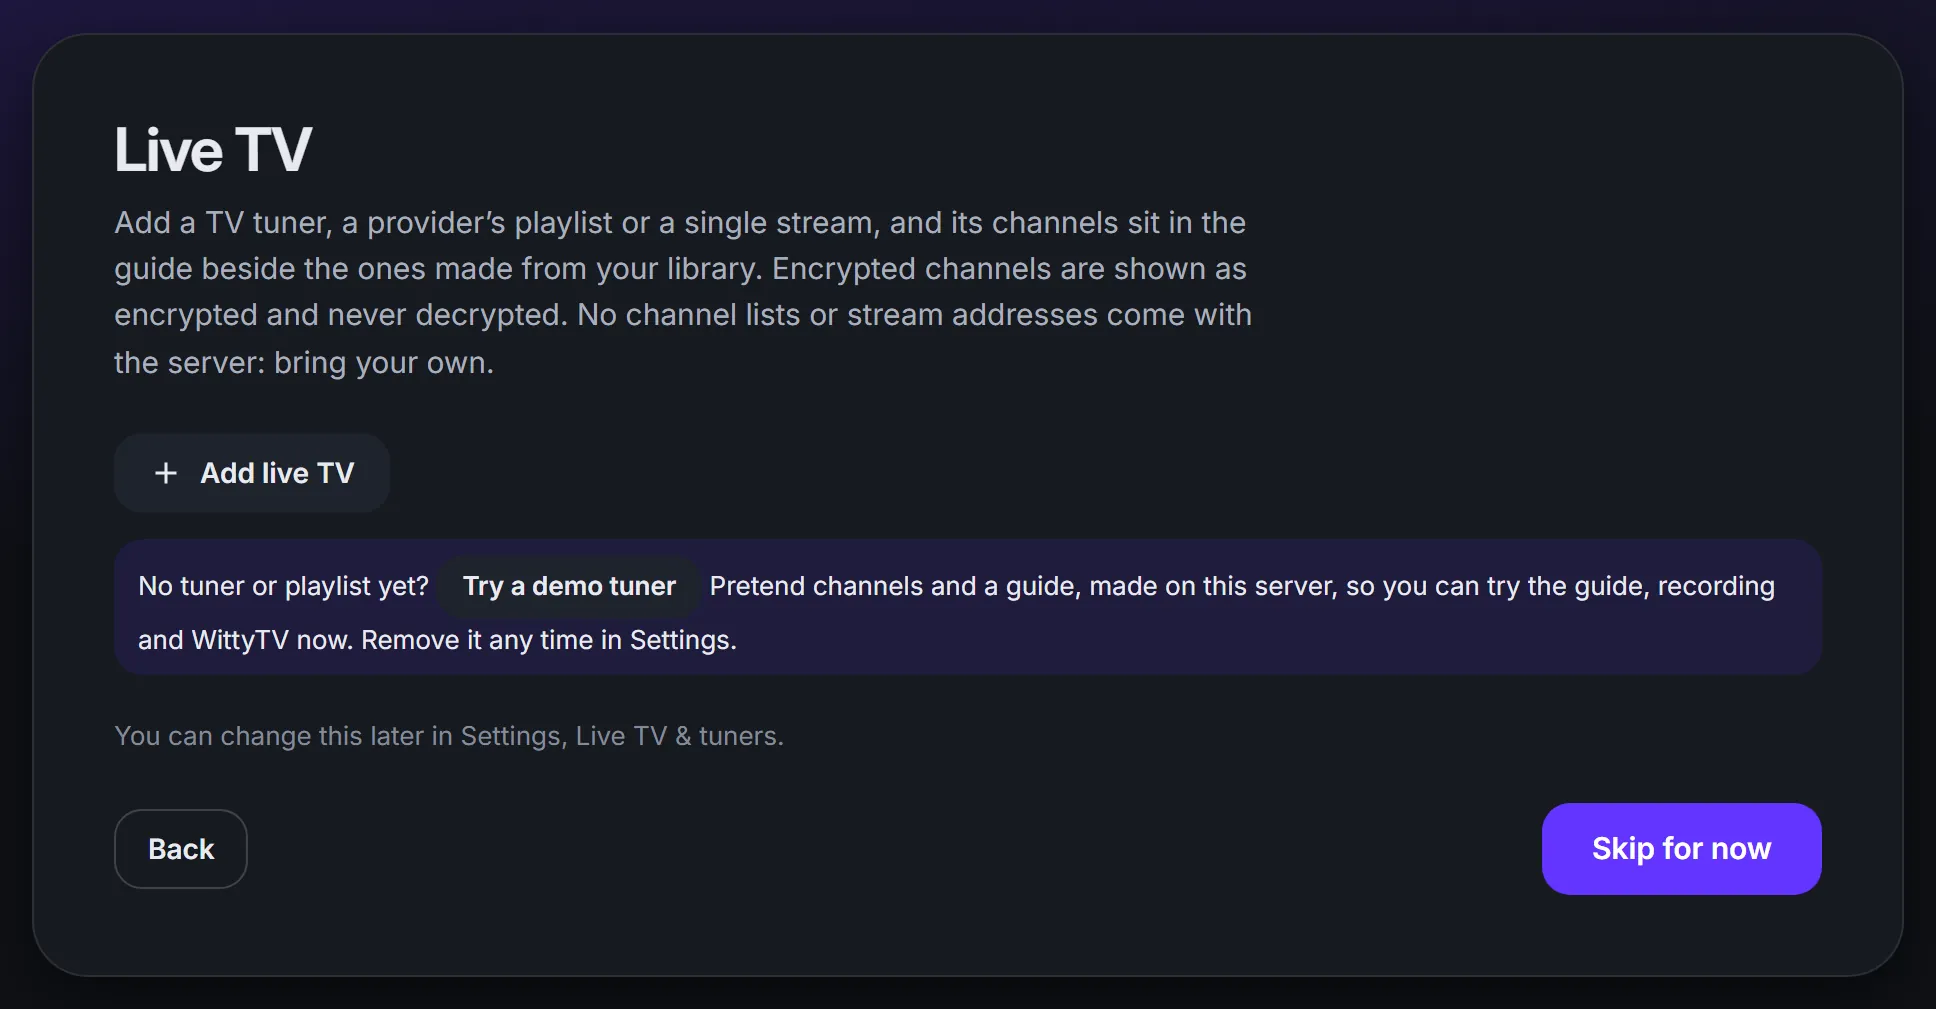 Live TV
Add a TV tuner, a provider’s playlist or a single stream, and its channels sit in the
guide beside the ones made from your library. Encrypted channels are shown as
encrypted and never decrypted. No channel lists or stream addresses come with
the server: bring your own.
+ Add live TV
No tuner or playlist yet? Try a demo tuner Pretend channels and a guide, made on this server, so you can try the guide, recording
and WittyTV now. Remove it any time in Settings.
You can change this later in Settings, Live TV & tuners.
Back
Skip for now